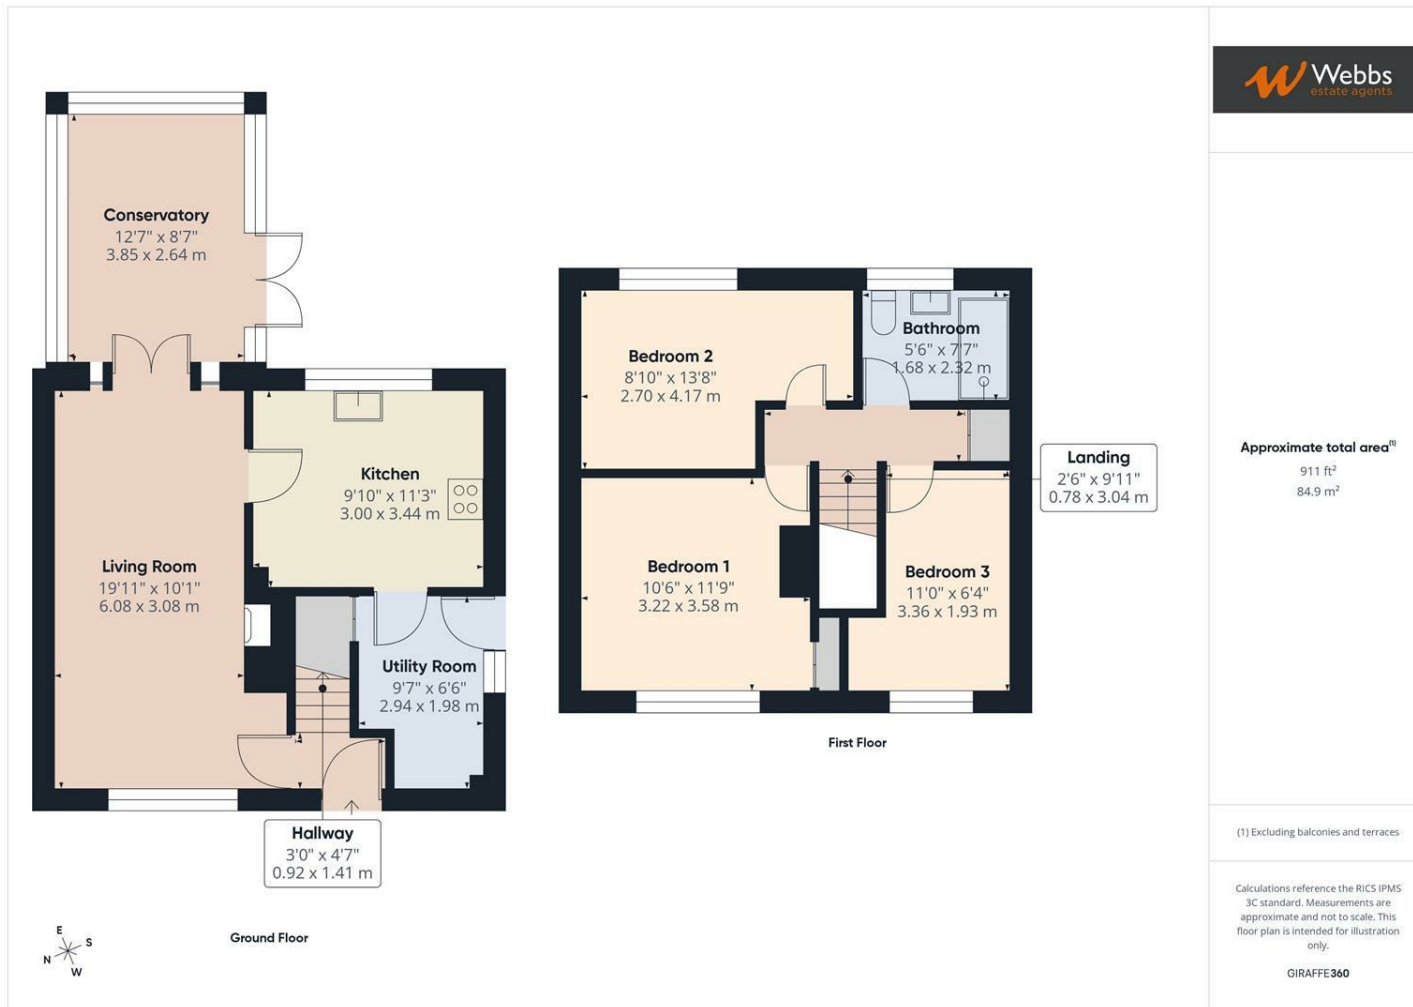 Webbs
estate agents
Conservatory
12'7" x 8'7"
3.85 x 2.64 m
Kitchen
9'10" x 11'3"
3.00 x 3.44 m
Living Room
19'11" x 10'1"
6.08 x 3.08 m
Utility Room
9'7" x 6'6"
2.94 x 1.98 m
Hallway
3'0" x 4'7"
0.92 x 1.41 m
Ground Floor
Bedroom 2
8'10" x 13'8"
2.70 x 4.17 m
Bathroom
5'6" x 7'7"
1.68 x 2.32 m
Landing
2'6" x 9'11"
0.78 x 3.04 m
Bedroom 1
10'6" x 11'9"
3.22 x 3.58 m
Bedroom 3
11'0" x 6'4"
3.36 x 1.93 m
First Floor
E
S
N
W
Approximate total area⁽¹⁾
911 ft²
84.9 m²
(1) Excluding balconies and terraces
Calculations reference the RICS IPMS
3C standard. Measurements are
approximate and not to scale. This
floor plan is intended for illustration
only.
GIRAFFE360